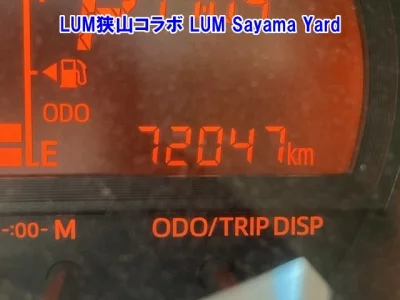 LUM狭山コラボ LUM Sayama Yard
ODO
E 72047km
-:00- M ODO/TRIP DISP